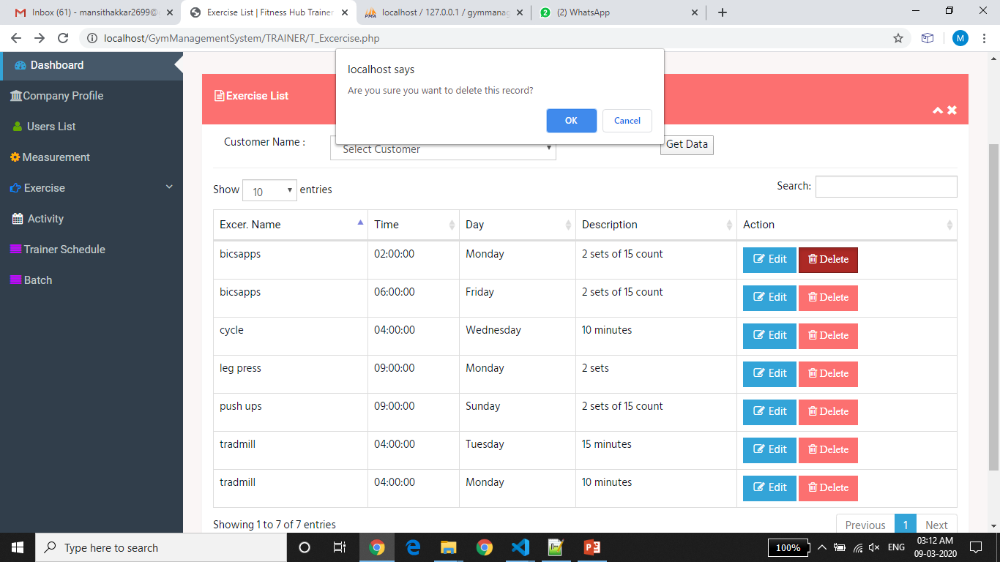 Inbox (61) - mansithakkar2699@
Exercise List | Fitness Hub Trainer
localhost / 127.0.0.1 / gymmanag
(2) WhatsApp
localhost/GymManagementSystem/TRAINER/T_Excercise.php
M
Dashboard
Company Profile
Users List
Measurement
Exercise
Activity
Trainer Schedule
Batch
localhost says
Are you sure you want to delete this record?
OK Cancel
Exercise List
Customer Name : Select Customer Get Data
Show 10 entries Search:
Excer. Name Time Day Description Action
bicsapps 02:00:00 Monday 2 sets of 15 count Edit Delete
bicsapps 06:00:00 Friday 2 sets of 15 count Edit Delete
cycle 04:00:00 Wednesday 10 minutes Edit Delete
leg press 09:00:00 Monday 2 sets Edit Delete
push ups 09:00:00 Sunday 2 sets of 15 count Edit Delete
tradmill 04:00:00 Tuesday 15 minutes Edit Delete
tradmill 04:00:00 Monday 10 minutes Edit Delete
Showing 1 to 7 of 7 entries Previous 1 Next
Type here to search
100% ENG 03:12 AM
09-03-2020